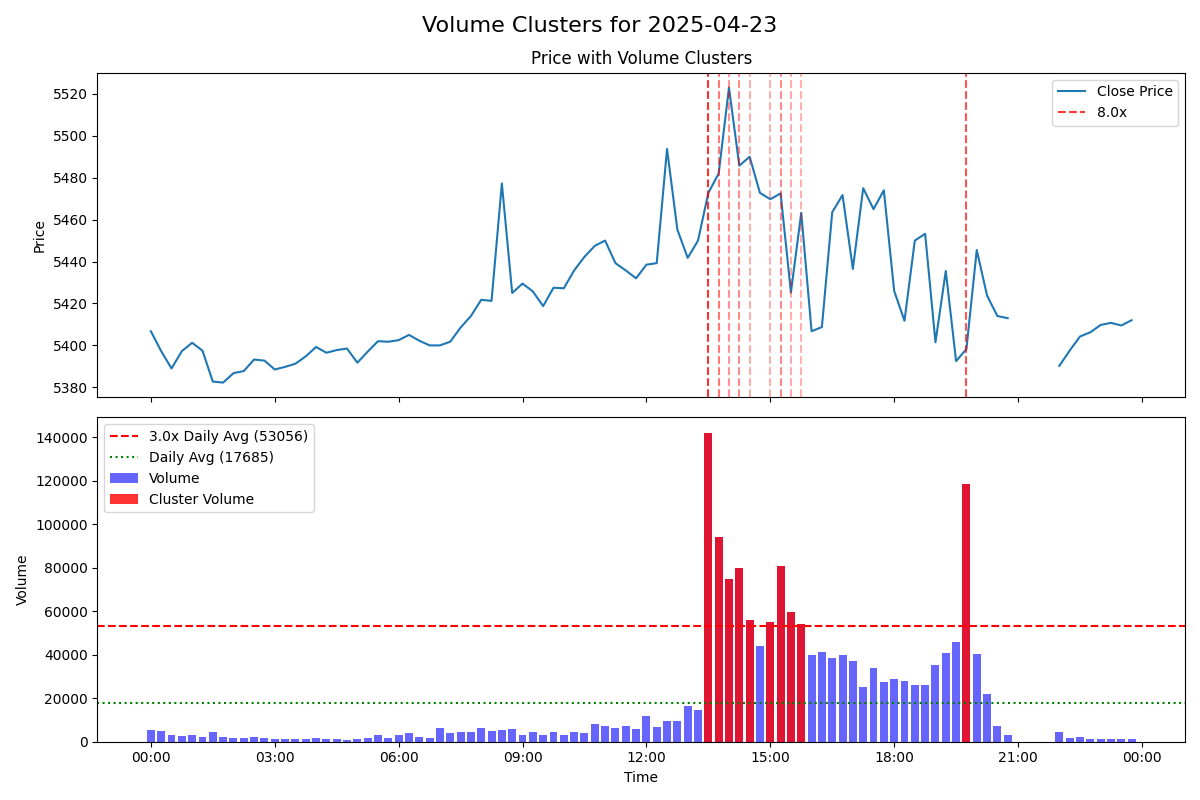 Volume Clusters for 2025-04-23
Price with Volume Clusters
Price
5520
5500
5480
5460
5440
5420
5400
5380
Close Price
8.0x
Volume
140000
120000
100000
80000
60000
40000
20000
0
3.0x Daily Avg (53056)
Daily Avg (17685)
Volume
Cluster Volume
00:00
03:00
06:00
09:00
12:00
15:00
18:00
21:00
00:00
Time